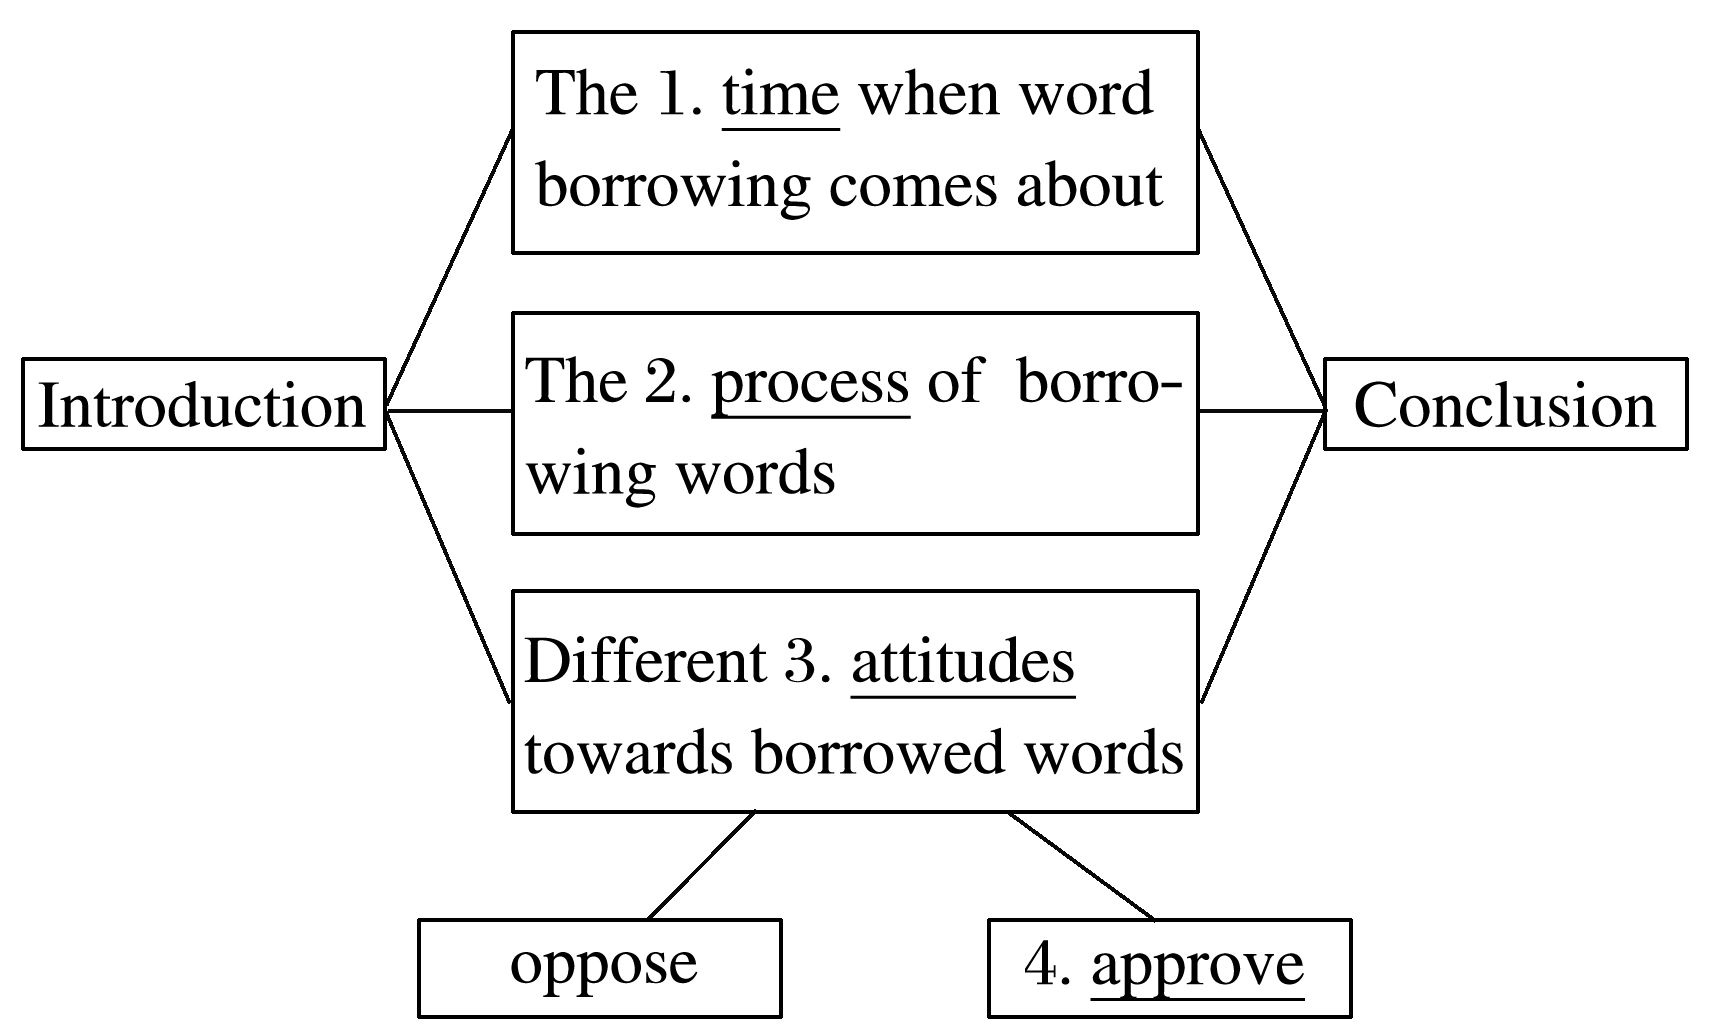 The 1. time when word
borrowing comes about
Introduction
The 2. process of borro-
wing words
Conclusion
Different 3. attitudes
towards borrowed words
oppose
4. approve